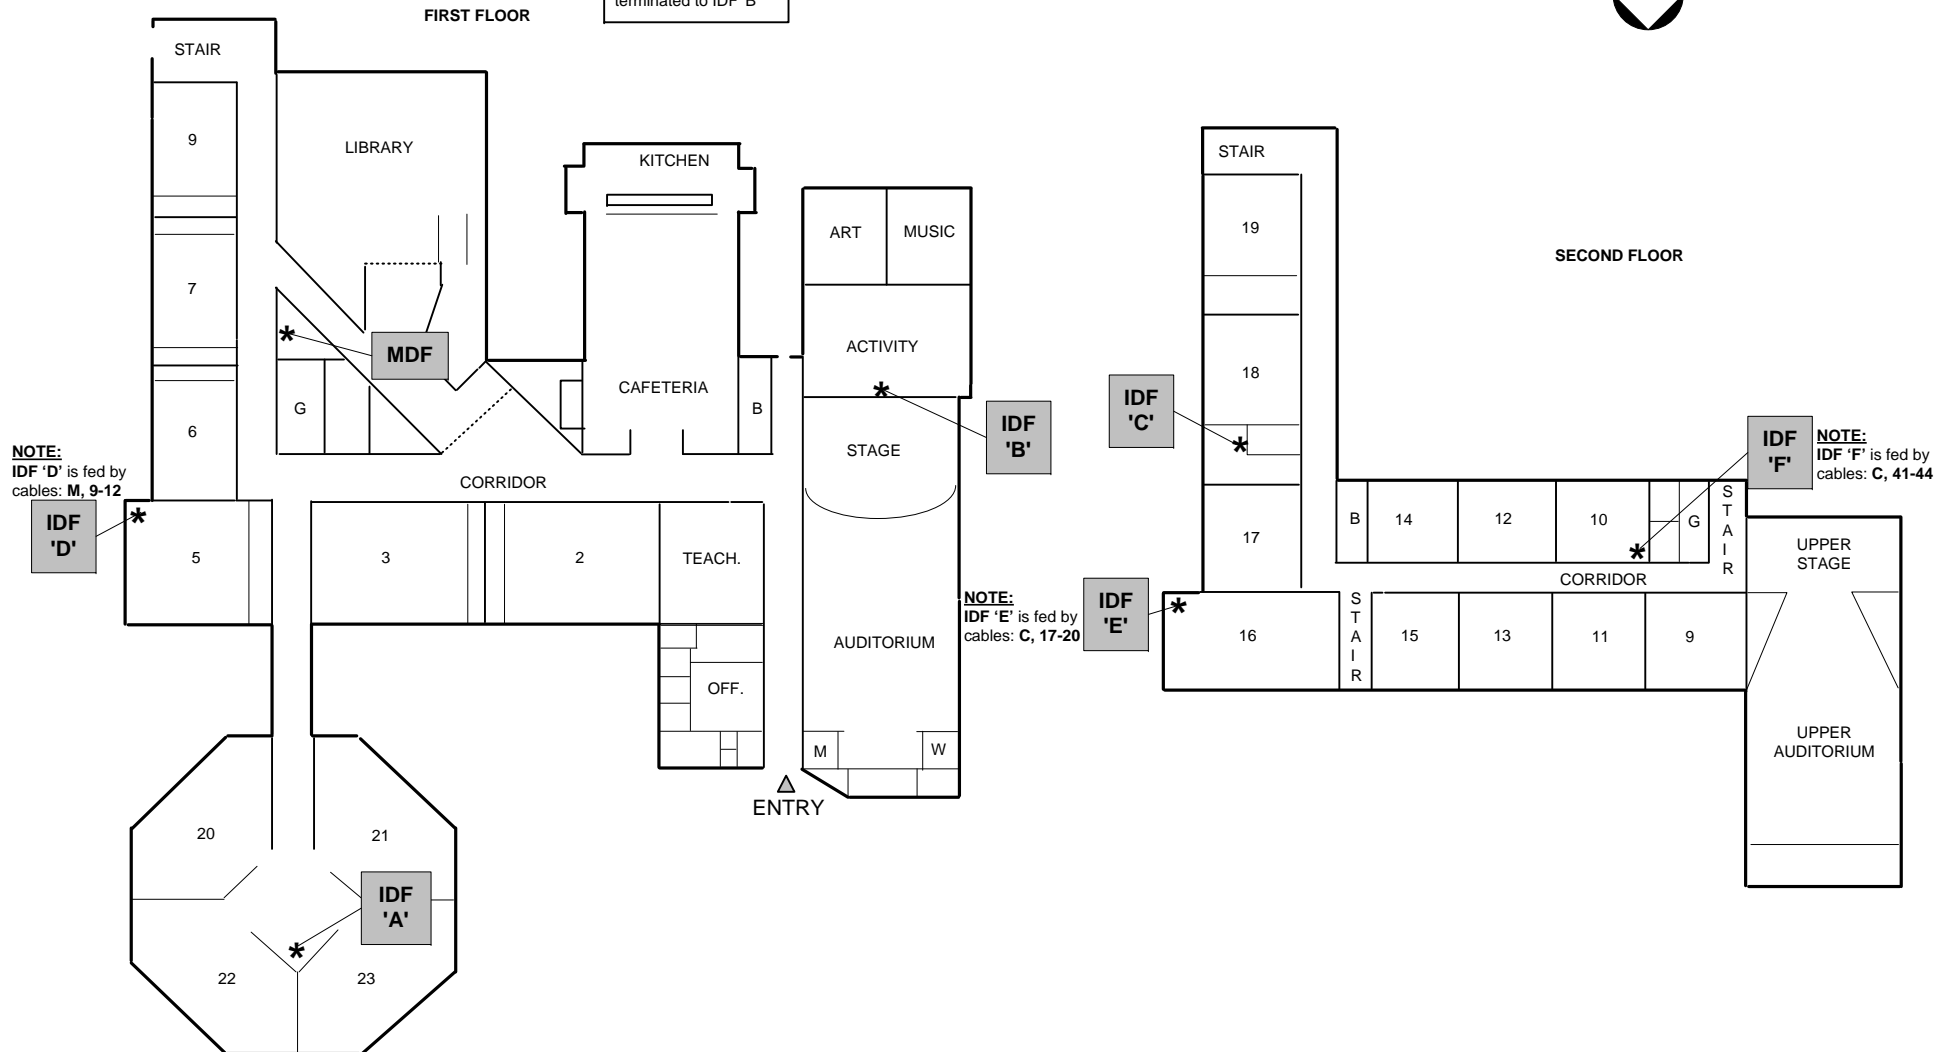 terminated to IDF 'B'
FIRST FLOOR
STAIR
9
LIBRARY
KITCHEN
7
ART
MUSIC
MDF
ACTIVITY
CAFETERIA
G
B
6
IDF
'B'
STAGE
NOTE:
IDF ‘D’ is fed by
cables: M, 9-12
IDF
'D'
CORRIDOR
5
3
2
TEACH.
OFF.
AUDITORIUM
M
W
ENTRY
20
21
IDF
'A'
22
23
SECOND FLOOR
STAIR
19
18
IDF
'C'
17
B
14
12
10
G
STAIR
IDF
'F'
NOTE:
IDF ‘F’ is fed by
cables: C, 41-44
UPPER
STAGE
CORRIDOR
NOTE:
IDF ‘E’ is fed by
cables: C, 17-20
IDF
'E'
16
STAIR
15
13
11
9
UPPER
AUDITORIUM